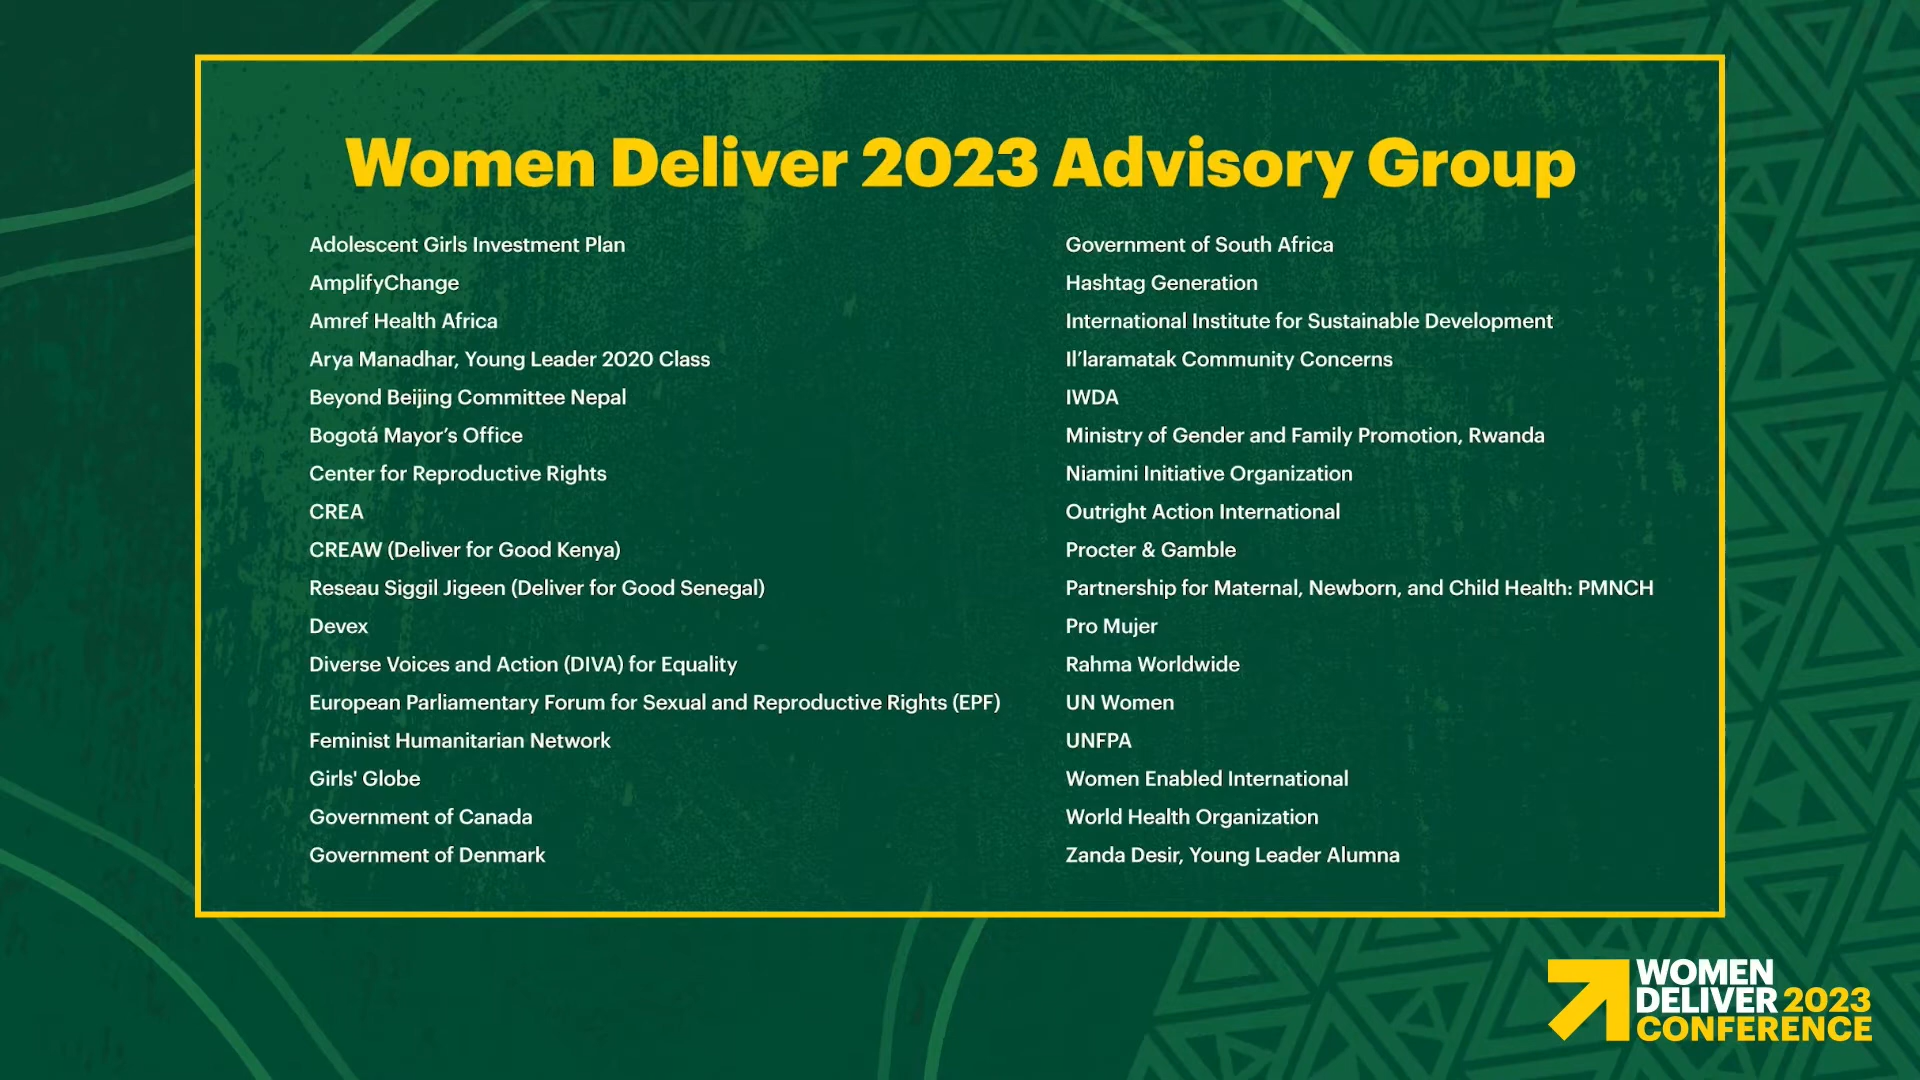 Women Deliver 2023 Advisory Group
Adolescent Girls Investment Plan
AmplifyChange
Amref Health Africa
Arya Manadhar, Young Leader 2020 Class
Beyond Beijing Committee Nepal
Bogotá Mayor’s Office
Center for Reproductive Rights
CREA
CREAW (Deliver for Good Kenya)
Reseau Siggil Jigeen (Deliver for Good Senegal)
Devex
Diverse Voices and Action (DIVA) for Equality
European Parliamentary Forum for Sexual and Reproductive Rights (EPF)
Feminist Humanitarian Network
Girls' Globe
Government of Canada
Government of Denmark
Government of South Africa
Hashtag Generation
International Institute for Sustainable Development
Il’laramatak Community Concerns
IWDA
Ministry of Gender and Family Promotion, Rwanda
Niamini Initiative Organization
Outright Action International
Procter & Gamble
Partnership for Maternal, Newborn, and Child Health: PMNCH
Pro Mujer
Rahma Worldwide
UN Women
UNFPA
Women Enabled International
World Health Organization
Zanda Desir, Young Leader Alumna
WOMEN
DELIVER 2023
CONFERENCE